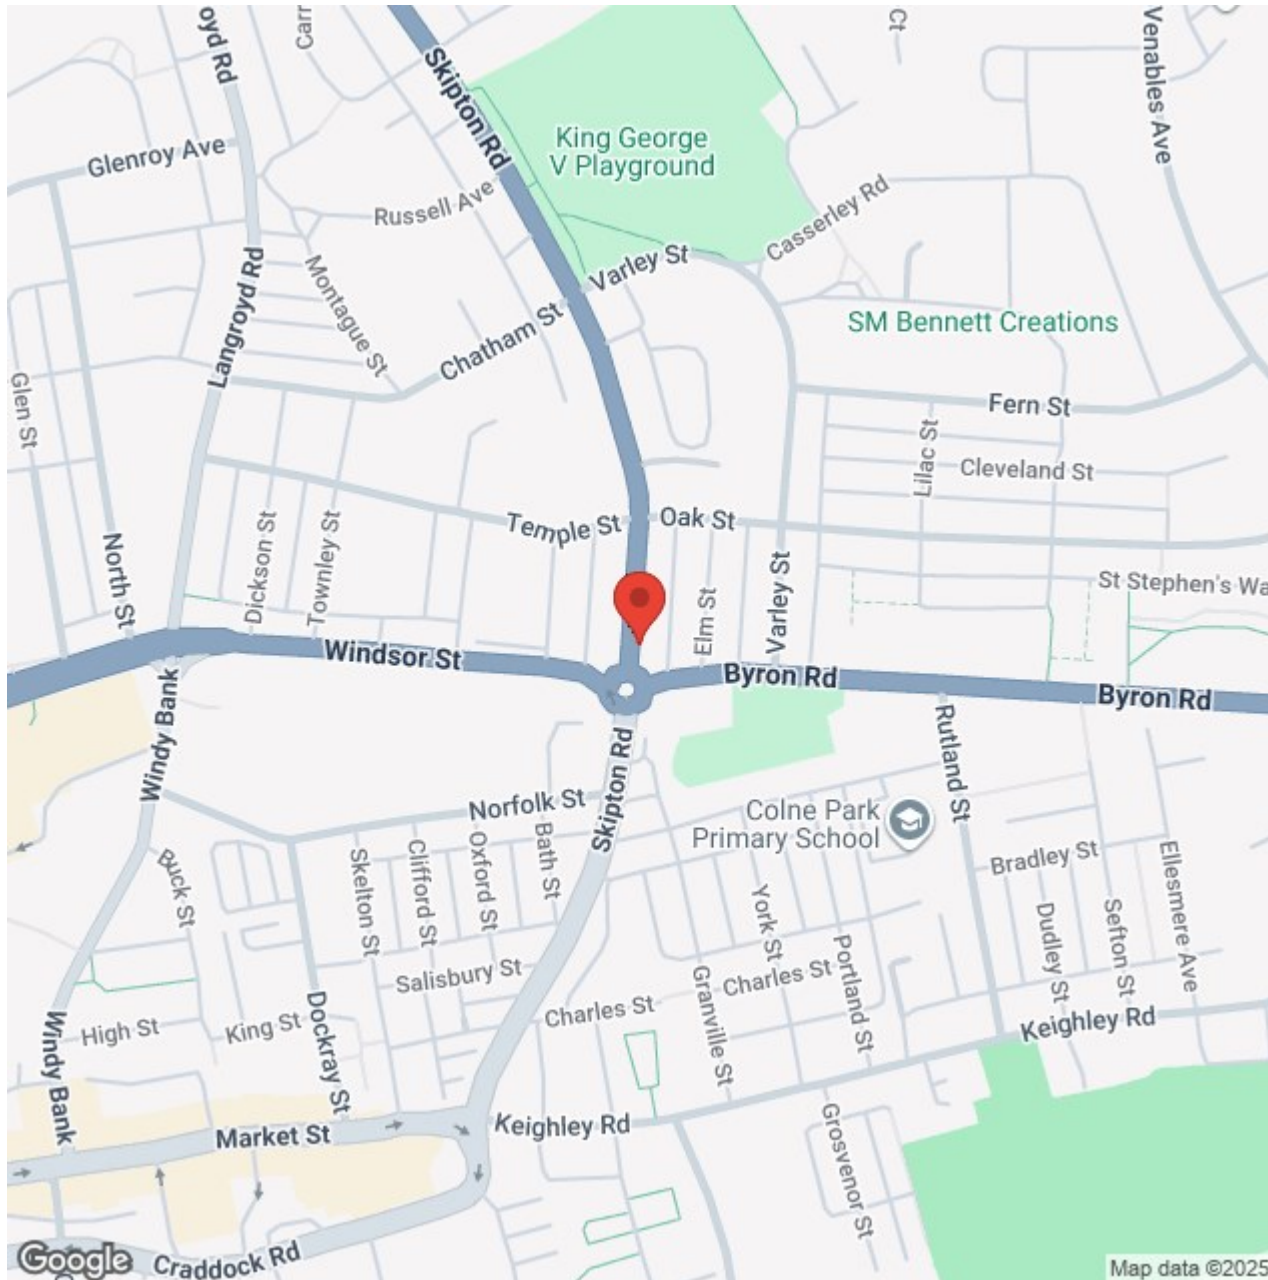 oyd Rd
Carr
Skipton Rd
Ct
Venables Ave
Glenroy Ave
King George
V Playground
Russell Ave
Casserley Rd
Langroyd Rd
Montague St
Varley St
Chatham St
SM Bennett Creations
Glen St
Fern St
Lilac St
Cleveland St
North St
Dickson St
Townley St
Temple St
Oak St
Varley St
Elm St
St Stephen's Wa
Windsor St
Byron Rd
Byron Rd
Windy Bank
Skipton Rd
Rutland St
Norfolk St
Colne Park
Primary School
Buck St
Skelton St
Clifford St
Oxford St
Bath St
Bradley St
Ellesmere Ave
York St
Dudley St
Sefton St
Portland St
Salisbury St
Charles St
Granville St
Charles St
Dockray St
High St
King St
Keighley Rd
Windy Bank
Market St
Keighley Rd
Grosvenor St
Craddock Rd
Google
Map data ©2025